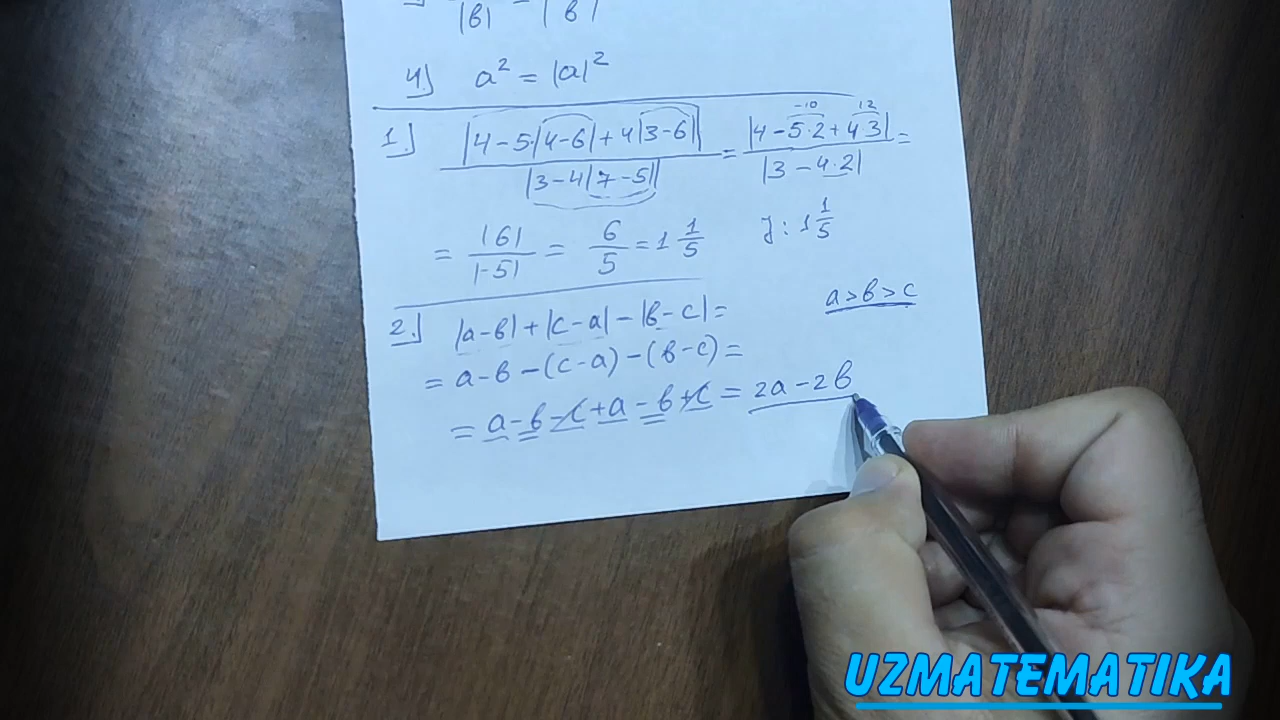 |в| = |в|
4) a² = |a|²
1.) |4-5·|4-6|+4|3-6|| / |3-4|7-5|| = |4-5·2+4·3| / |3-4·2| =
-10 12
= |6| / |-5| = 6/5 = 1 1/5 J: 1 1/5
2.) |a-в|+|c-a|-|в-c|= a>в>c
= a-в-(c-a)-(в-c)=
= a-в-c+a-в+c = 2a-2в
UZMATEMATIKA